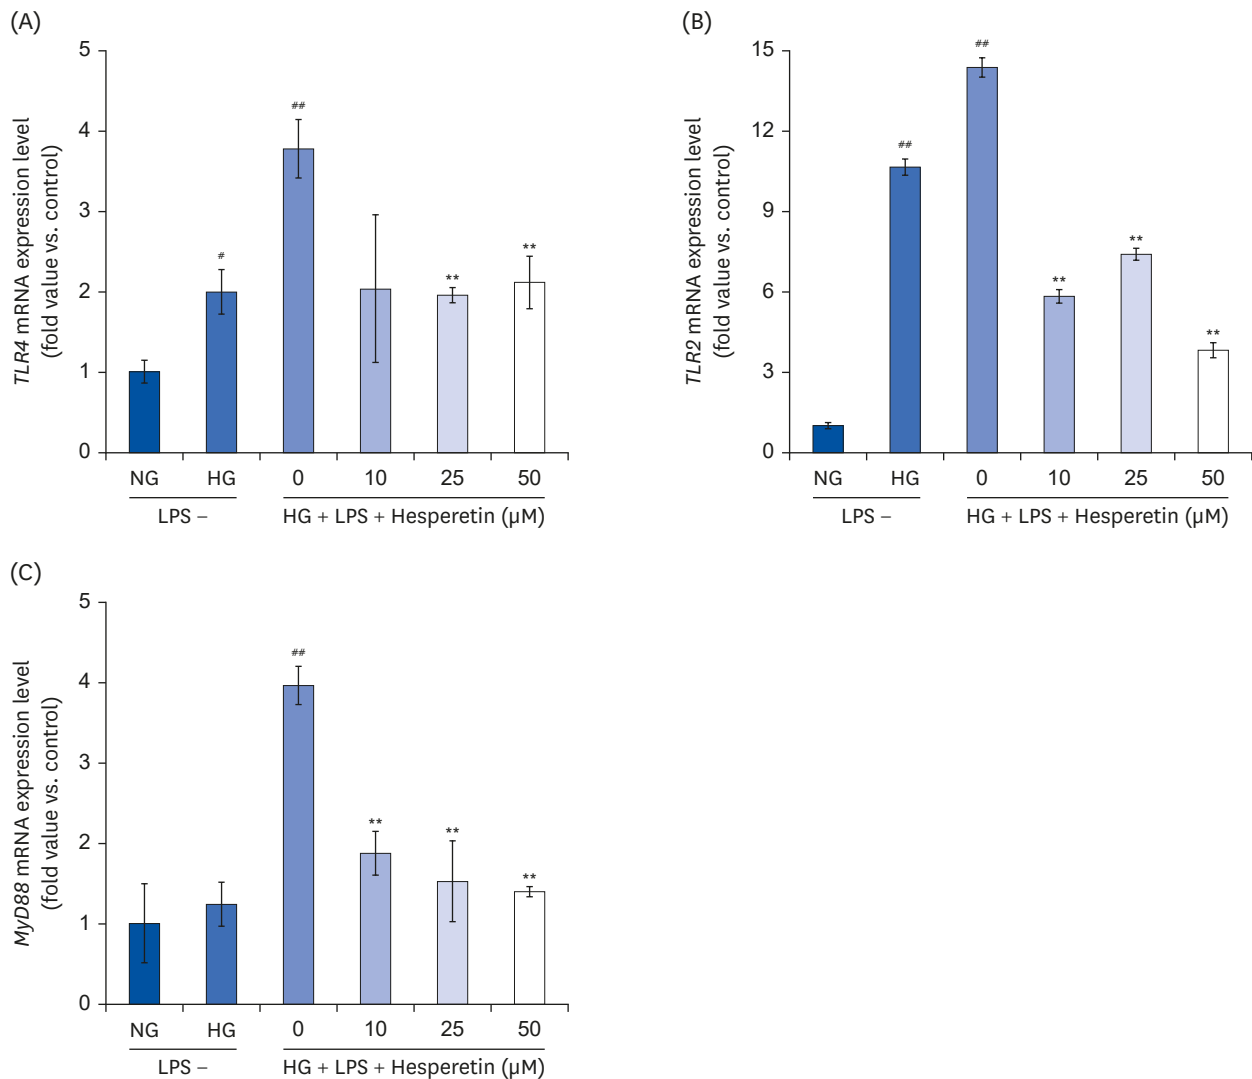 (A)
TLR4 mRNA expression level
(fold value vs. control)
5
4
3
2
1
0
#
##
**
**
NG HG 0 10 25 50
LPS – HG + LPS + Hesperetin (µM)
(B)
TLR2 mRNA expression level
(fold value vs. control)
15
12
9
6
3
0
##
##
**
**
**
NG HG 0 10 25 50
LPS – HG + LPS + Hesperetin (µM)
(C)
MyD88 mRNA expression level
(fold value vs. control)
5
4
3
2
1
0
##
**
**
**
NG HG 0 10 25 50
LPS – HG + LPS + Hesperetin (µM)